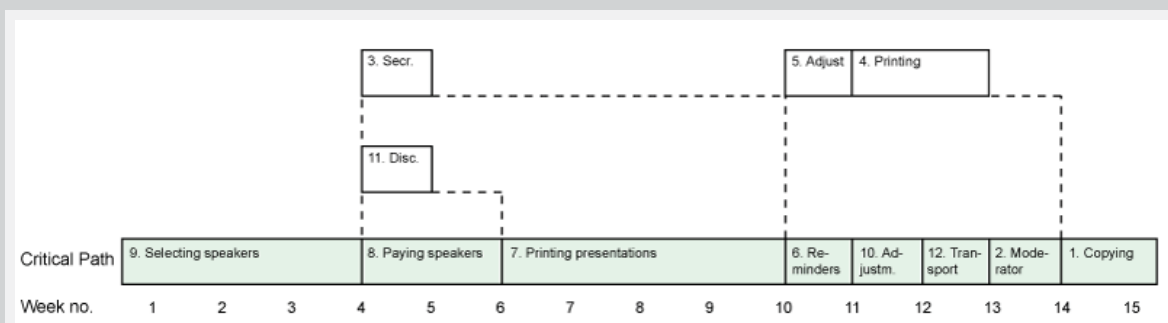 3. Secr.
5. Adjust
4. Printing
11. Disc.
Critical Path
9. Selecting speakers
8. Paying speakers
7. Printing presentations
6. Re-
minders
10. Ad-
justm.
12. Tran-
sport
2. Mode-
rator
1. Copying
Week no. 1 2 3 4 5 6 7 8 9 10 11 12 13 14 15